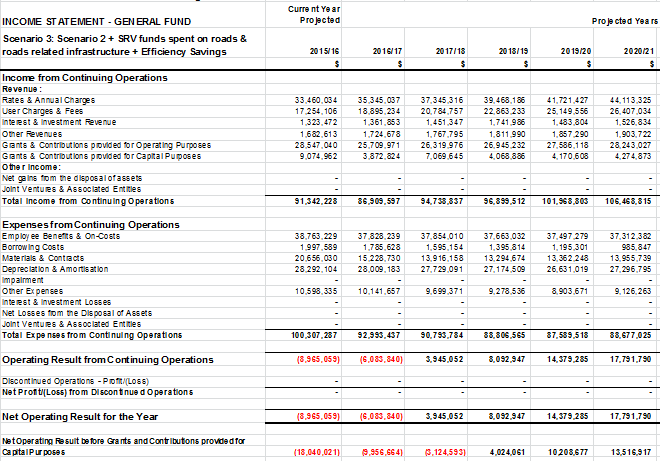 Current Year
INCOME STATEMENT - GENERAL FUND Projected Projected Years
Scenario 3: Scenario 2 + SRV funds spent on roads &
roads related infrastructure + Efficiency Savings 2015/16 2016/17 2017/18 2018/19 2019/20 2020/21
$ $ $ $ $ $
Income from Continuing Operations
Revenue:
Rates & Annual Charges 33,460,034 35,345,037 37,345,316 39,468,186 41,721,427 44,113,325
User Charges & Fees 17,254,106 18,895,234 20,784,757 22,863,233 25,149,556 26,407,034
Interest & Investment Revenue 1,323,472 1,361,853 1,451,347 1,741,986 1,483,804 1,526,834
Other Revenues 1,682,613 1,724,678 1,767,795 1,811,990 1,857,290 1,903,722
Grants & Contributions provided for Operating Purposes 28,547,040 25,709,971 26,319,976 26,945,232 27,586,118 28,243,027
Grants & Contributions provided for Capital Purposes 9,074,962 3,872,824 7,069,645 4,068,886 4,170,608 4,274,873
Other Income:
Net gains from the disposal of assets - - - - - -
Joint Ventures & Associated Entities - - - - - -
Total Income from Continuing Operations 91,342,228 86,909,597 94,738,837 96,899,512 101,968,803 106,468,815
Expenses from Continuing Operations
Employee Benefits & On-Costs 38,763,229 37,828,239 37,854,010 37,663,032 37,497,279 37,312,382
Borrowing Costs 1,997,589 1,785,628 1,595,154 1,395,814 1,195,301 985,847
Materials & Contracts 20,656,030 15,228,730 13,916,158 13,294,674 13,362,248 13,955,739
Depreciation & Amortisation 28,292,104 28,009,183 27,729,091 27,174,509 26,631,019 27,296,795
Impairment - - - - - -
Other Expenses 10,598,335 10,141,657 9,699,371 9,278,536 8,903,671 9,126,263
Interest & Investment Losses - - - - - -
Net Losses from the Disposal of Assets - - - - - -
Joint Ventures & Associated Entities - - - - - -
Total Expenses from Continuing Operations 100,307,287 92,993,437 90,793,784 88,806,565 87,589,518 88,677,025
Operating Result from Continuing Operations (8,965,059) (6,083,840) 3,945,052 8,092,947 14,379,285 17,791,790
Discontinued Operations - Profit/(Loss) - - - - - -
Net Profit/(Loss) from Discontinued Operations - - - - - -
Net Operating Result for the Year (8,965,059) (6,083,840) 3,945,052 8,092,947 14,379,285 17,791,790
Net Operating Result before Grants and Contributions provided for
Capital Purposes (18,040,021) (9,956,664) (3,124,593) 4,024,061 10,208,677 13,516,917